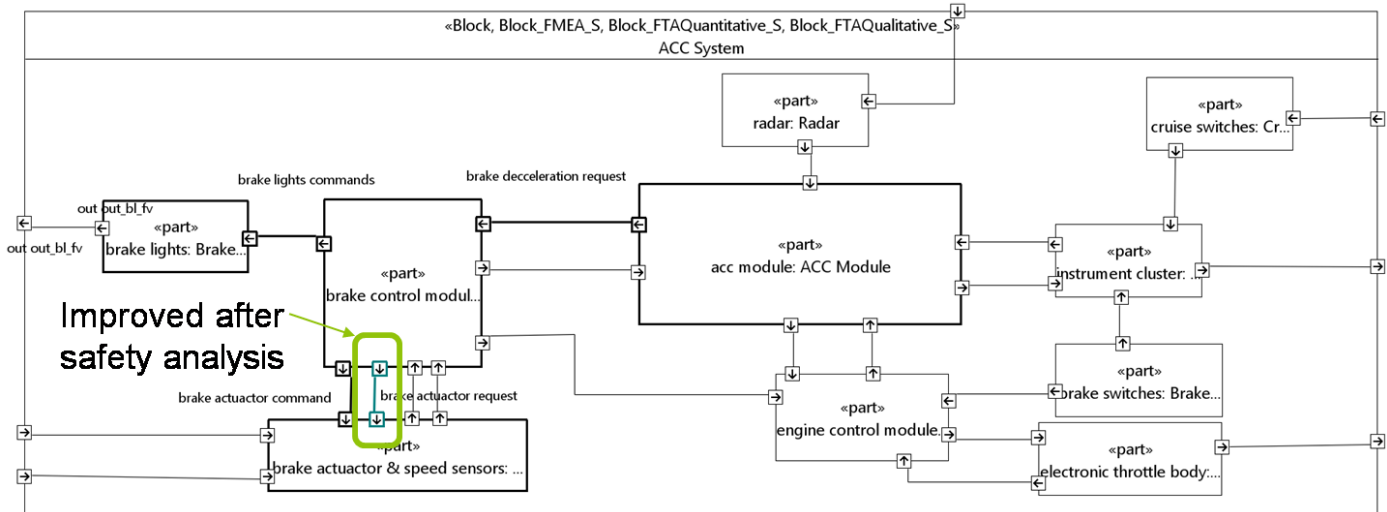 «Block, Block_FMEA_S, Block_FTAQuantitative_S, Block_FTAQualitative_S»
ACC System
«part»
radar: Radar
«part»
cruise switches: Cr...
brake lights commands
brake decceleration request
out out_bl_fv
out out_bl_fv
«part»
brake lights: Brake...
«part»
brake control modul...
«part»
acc module: ACC Module
«part»
instrument cluster: ...
Improved after
safety analysis
brake actuactor command
brake actuactor request
«part»
brake switches: Brake...
«part»
engine control module...
«part»
brake actuactor & speed sensors: ...
«part»
electronic throttle body:...